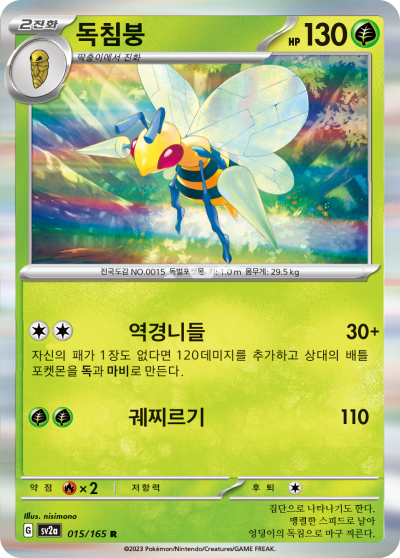 2진화
독침붕
HP 130
딱충이에서 진화
전국도감 NO.0015 독벌포켓몬 키: 1.0m 몸무게: 29.5kg
역경니들 30+
자신의 패가 1장도 없다면 120데미지를 추가하고 상대의 배틀
포켓몬을 독과 마비로 만든다.
꿰찌르기 110
약점 ×2 저항력 후퇴
Illus. nisimono
G sv2a 015/165 R
집단으로 나타나기도 한다.
맹렬한 스피드로 날아
엉덩이의 독침으로 마구 찌른다.
©2023 Pokémon/Nintendo/Creatures/GAME FREAK.